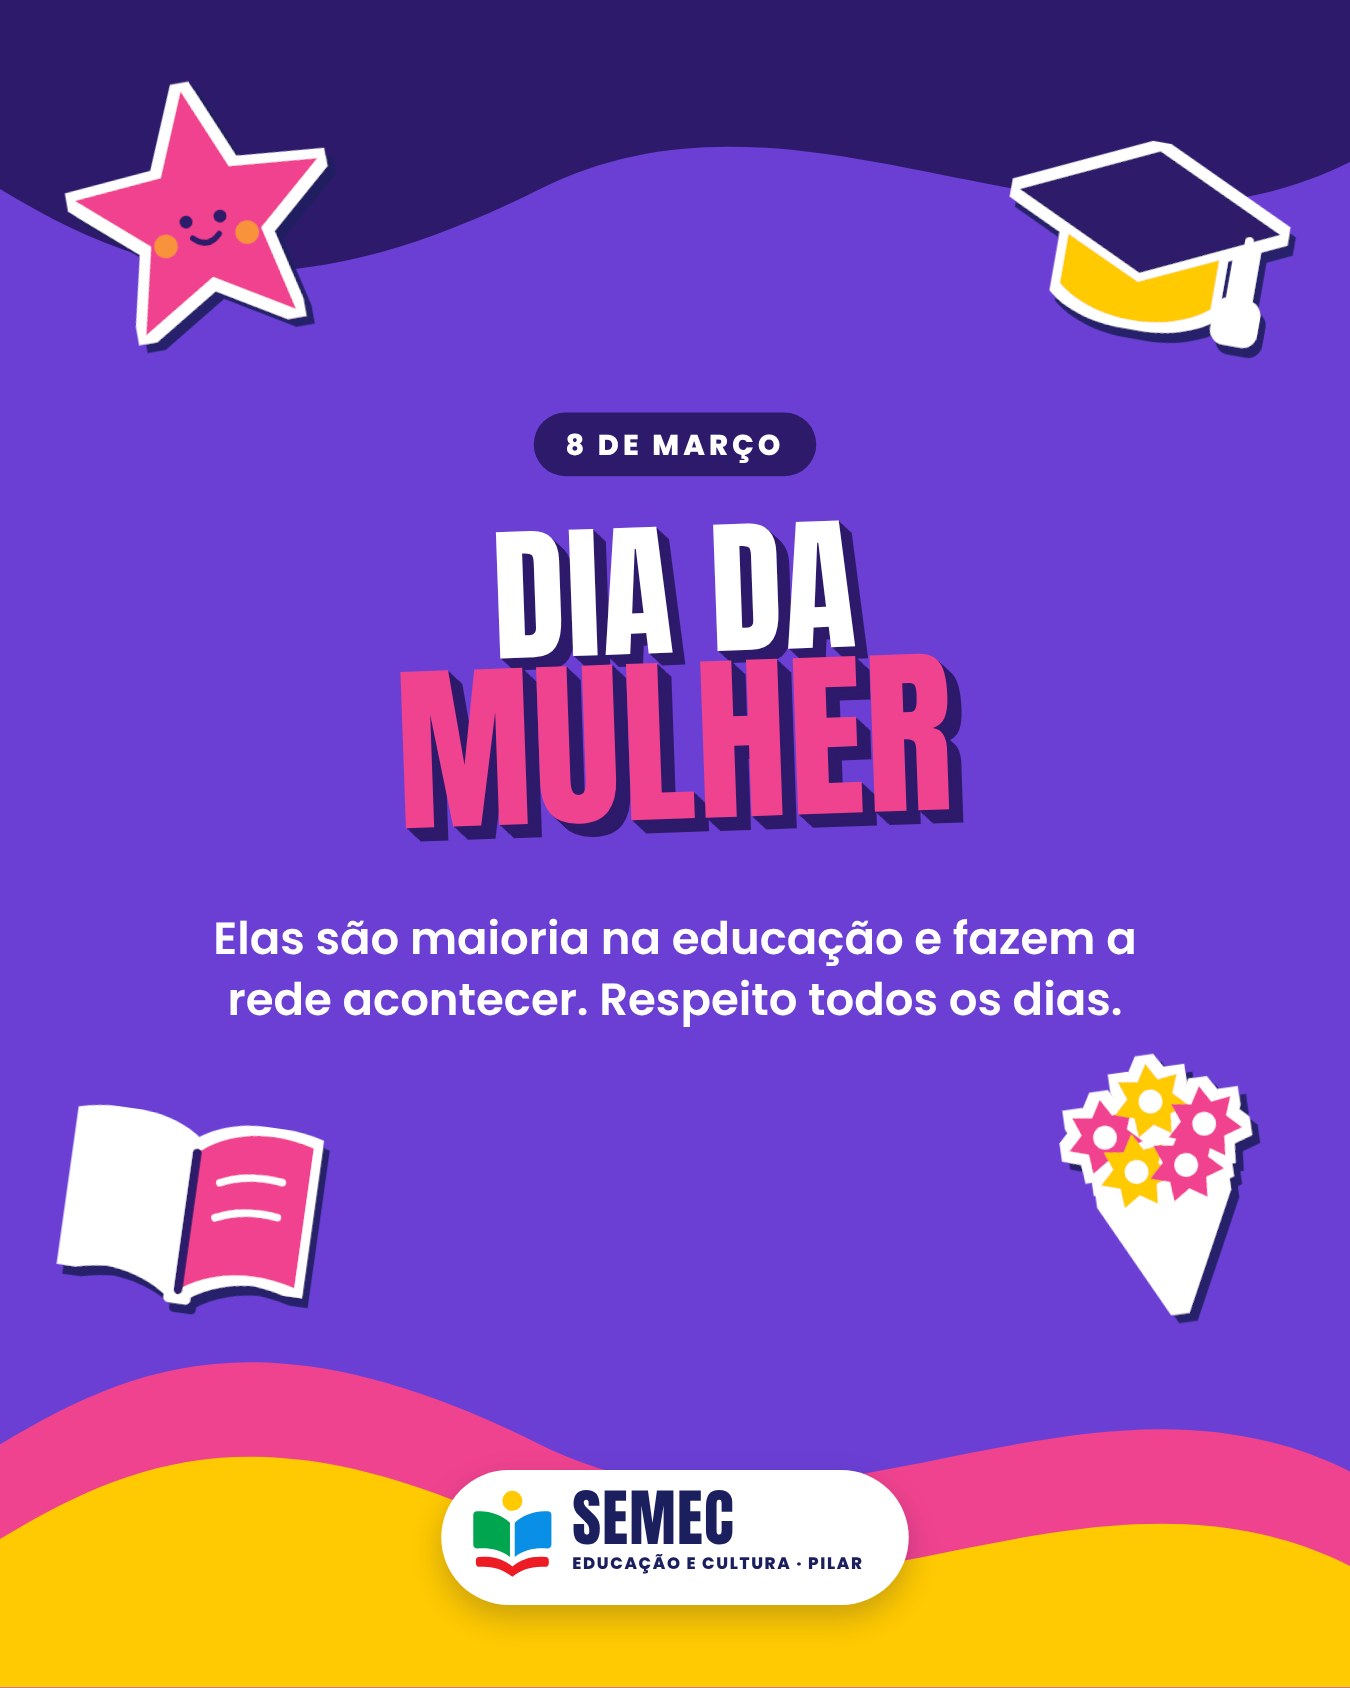 8 DE MARÇO
DIA DA
MULHER
Elas são maioria na educação e fazem a
rede acontecer. Respeito todos os dias.
SEMEC
EDUCAÇÃO E CULTURA · PILAR